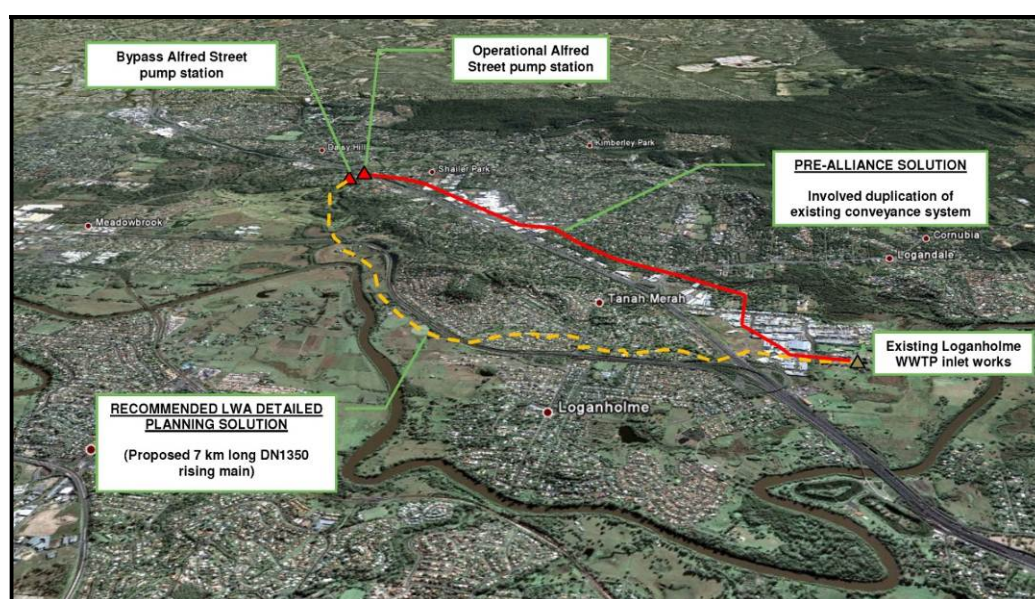 Bypass Alfred Street
pump station
Operational Alfred
Street pump station
Daisy Hill
Kimberley Park
Shailer Park
PRE-ALLIANCE SOLUTION
Involved duplication of
existing conveyance system
Meadowbrook
Cornubia
Logandale
Tanah Merah
Existing Loganholme
WWTP inlet works
RECOMMENDED LWA DETAILED
PLANNING SOLUTION
(Proposed 7 km long DN1350
rising main)
Loganholme